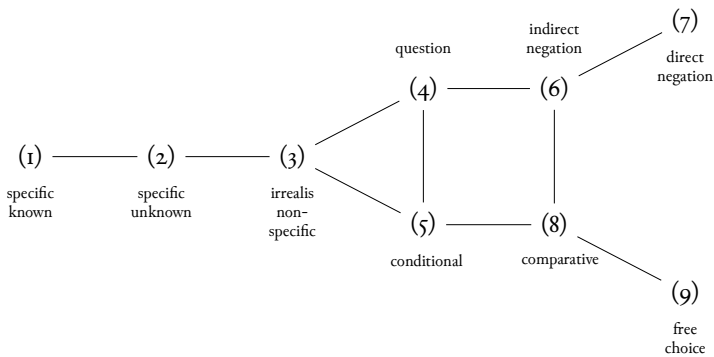 (7)
indirect
negation
question
direct
negation
(4)
(6)
(1)
(2)
(3)
specific
known
specific
unknown
irrealis
non-
specific
(5)
(8)
conditional
comparative
(9)
free
choice